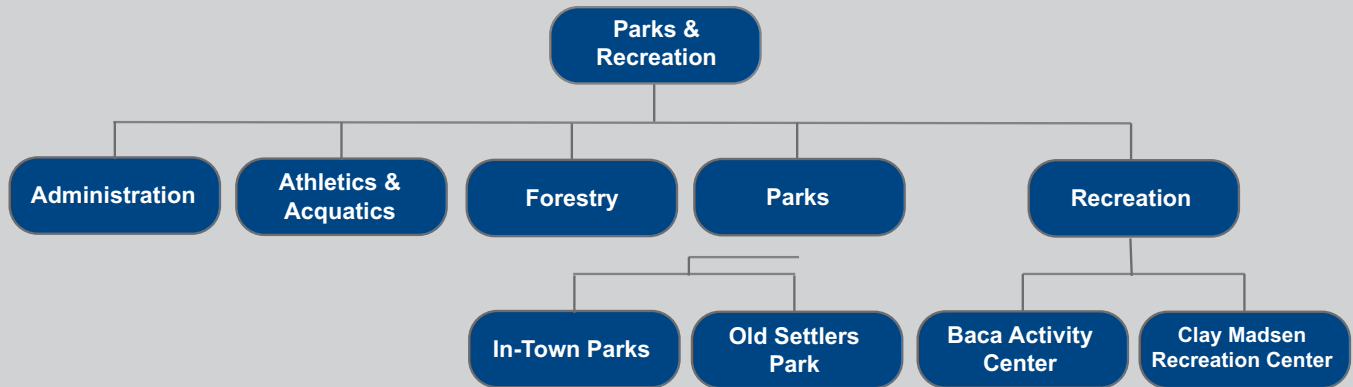 Parks &
Recreation
Administration
Athletics &
Acquatics
Forestry
Parks
Recreation
In-Town Parks
Old Settlers
Park
Baca Activity
Center
Clay Madsen
Recreation Center